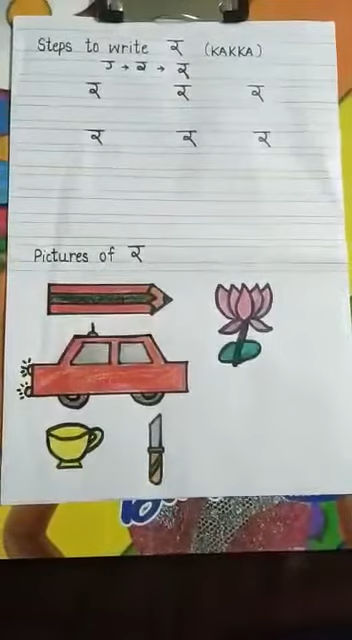 Steps to write ਕ (KAKKA)
→ → ਕ
ਕ ਕ ਕ
ਕ ਕ ਕ
Pictures of ਕ